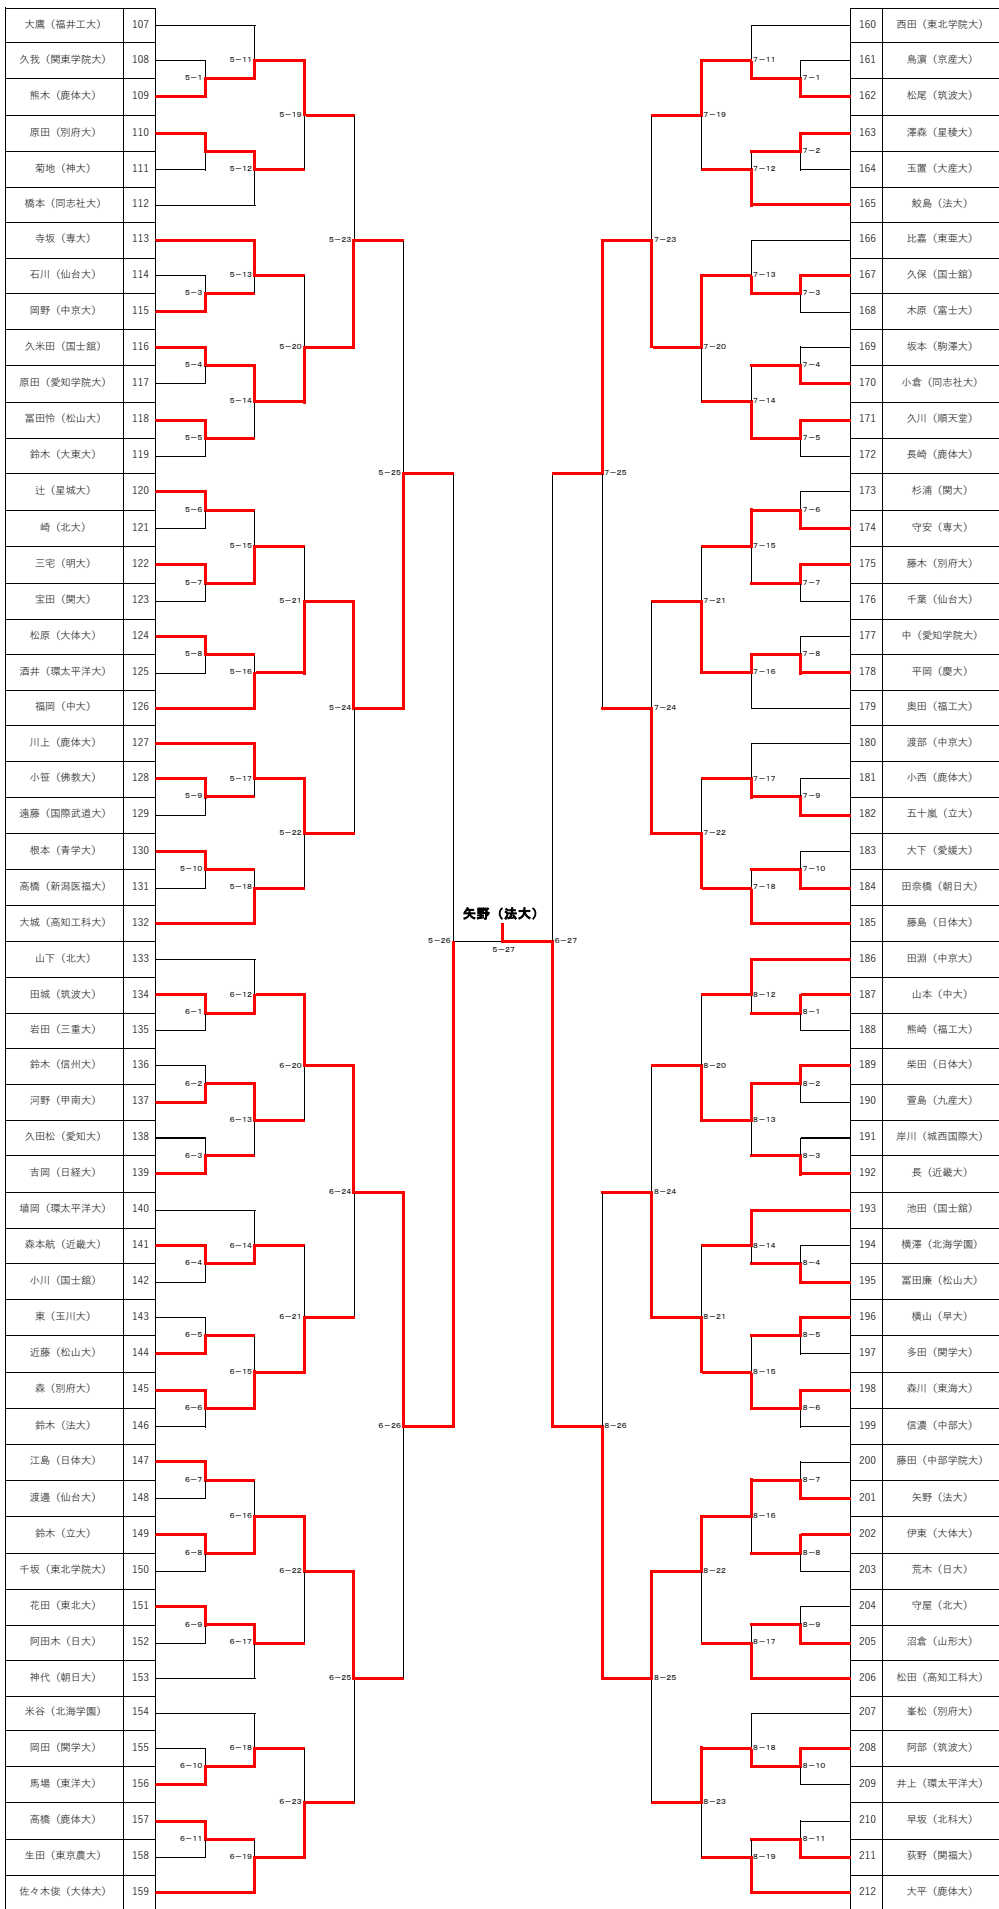 大鷹（福井工大） 107
久我（関東学院大） 108
熊木（鹿体大） 109
原田（別府大） 110
菊地（神大） 111
橋本（同志社大） 112
寺坂（専大） 113
石川（仙台大） 114
岡野（中京大） 115
久米田（国士舘） 116
原田（愛知学院大） 117
冨田怜（松山大） 118
鈴木（大東大） 119
辻（星城大） 120
崎（北大） 121
三宅（明大） 122
宝田（関大） 123
松原（大体大） 124
酒井（環太平洋大） 125
福岡（中大） 126
川上（鹿体大） 127
小笹（佛教大） 128
遠藤（国際武道大） 129
根本（青学大） 130
高橋（新潟医福大） 131
大城（高知工科大） 132
山下（北大） 133
田城（筑波大） 134
岩田（三重大） 135
鈴木（信州大） 136
河野（甲南大） 137
久田松（愛知大） 138
吉岡（日経大） 139
埴岡（環太平洋大） 140
森本航（近畿大） 141
小川（国士舘） 142
東（玉川大） 143
近藤（松山大） 144
森（別府大） 145
鈴木（法大） 146
江島（日体大） 147
渡邊（仙台大） 148
鈴木（立大） 149
千坂（東北学院大） 150
花田（東北大） 151
阿田木（日大） 152
神代（朝日大） 153
米谷（北海学園） 154
岡田（関学大） 155
馬場（東洋大） 156
高橋（鹿体大） 157
生田（東京農大） 158
佐々木俊（大体大） 159
5－1
5－3
5－4
5－5
5－6
5－7
5－8
5－9
5－10
6－1
6－2
6－3
6－4
6－5
6－6
6－7
6－8
6－9
6－10
6－11
5－11
5－12
5－13
5－14
5－15
5－16
5－17
5－18
6－12
6－13
6－14
6－15
6－16
6－17
6－18
6－19
5－19
5－20
5－21
5－22
6－20
6－21
6－22
6－23
5－23
5－24
6－24
6－25
5－25
6－26
5－26
矢野（法大）
5－27
6－27
7－25
8－26
7－23
7－24
8－24
8－25
7－19
7－20
7－21
7－22
8－20
8－21
8－22
8－23
7－11
7－12
7－13
7－14
7－15
7－16
7－17
7－18
8－12
8－13
8－14
8－15
8－16
8－17
8－18
8－19
7－1
7－2
7－3
7－4
7－5
7－6
7－7
7－8
7－9
7－10
8－1
8－2
8－3
8－4
8－5
8－6
8－7
8－8
8－9
8－10
8－11
160 西田（東北学院大）
161 鳥濵（京産大）
162 松尾（筑波大）
163 澤森（星稜大）
164 玉置（大産大）
165 鮫島（法大）
166 比嘉（東亜大）
167 久保（国士舘）
168 木原（富士大）
169 坂本（駒澤大）
170 小倉（同志社大）
171 久川（順天堂）
172 長崎（鹿体大）
173 杉浦（関大）
174 守安（専大）
175 藤木（別府大）
176 千葉（仙台大）
177 中（愛知学院大）
178 平岡（慶大）
179 奥田（福工大）
180 渡部（中京大）
181 小西（鹿体大）
182 五十嵐（立大）
183 大下（愛媛大）
184 田奈橋（朝日大）
185 藤島（日体大）
186 田淵（中京大）
187 山本（中大）
188 熊崎（福工大）
189 柴田（日体大）
190 萱島（九産大）
191 岸川（城西国際大）
192 長（近畿大）
193 池田（国士舘）
194 横澤（北海学園）
195 冨田廉（松山大）
196 横山（早大）
197 多田（関学大）
198 森川（東海大）
199 信濃（中部大）
200 藤田（中部学院大）
201 矢野（法大）
202 伊東（大体大）
203 荒木（日大）
204 守屋（北大）
205 沼倉（山形大）
206 松田（高知工科大）
207 峯松（別府大）
208 阿部（筑波大）
209 井上（環太平洋大）
210 早坂（北科大）
211 荻野（関福大）
212 大平（鹿体大）